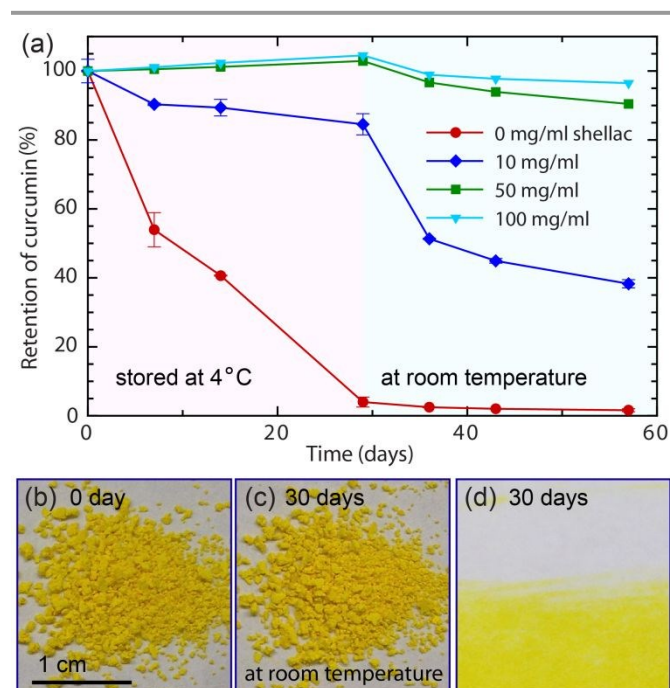 (a)
100
80
60
40
20
0
0
20
40
60
Retention of curcumin (%)
Time (days)
0 mg/ml shellac
10 mg/ml
50 mg/ml
100 mg/ml
stored at 4°C
at room temperature
(b) 0 day
1 cm
(c) 30 days
at room temperature
(d) 30 days